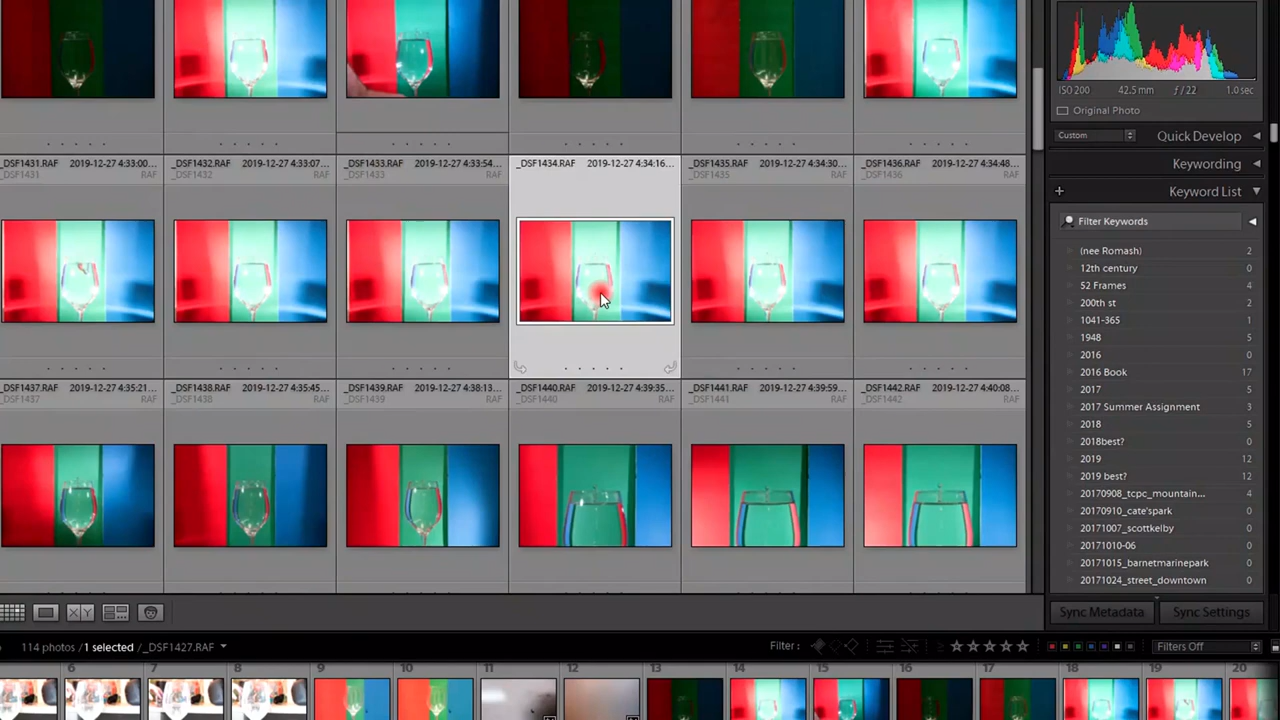 ISO 200 42.5 mm ƒ / 22 1.0 sec
Original Photo
Custom Quick Develop
_DSF1431.RAF 2019-12-27 4:33:00... _DSF1432.RAF 2019-12-27 4:33:07... _DSF1433.RAF 2019-12-27 4:33:54... _DSF1434.RAF 2019-12-27 4:34:16... _DSF1435.RAF 2019-12-27 4:34:30... _DSF1436.RAF 2019-12-27 4:34:48...
_DSF1431 RAF _DSF1432 RAF _DSF1433 RAF _DSF1434 RAF _DSF1435 RAF _DSF1436 RAF
Keywording
+ Keyword List
Filter Keywords
(nee Romash) 2
12th century 0
52 Frames 4
200th st 2
1041-365 1
1948 5
2016 0
2016 Book 17
2017 5
_DSF1437.RAF 2019-12-27 4:35:21... _DSF1438.RAF 2019-12-27 4:35:45... _DSF1439.RAF 2019-12-27 4:38:13... _DSF1440.RAF 2019-12-27 4:39:35... _DSF1441.RAF 2019-12-27 4:39:59... _DSF1442.RAF 2019-12-27 4:40:08...
_DSF1437 RAF _DSF1438 RAF _DSF1439 RAF _DSF1440 RAF _DSF1441 RAF _DSF1442 RAF
2017 Summer Assignment 3
2018 5
2018best? 0
2019 12
2019 best? 12
20170908_tcpc_mountain... 4
20170910_cate'spark 0
20171007_scottkelby 0
20171010-06 0
20171015_barnetmarinepark 0
20171024_street_downtown 0
X Y
Sync Metadata Sync Settings
114 photos / 1 selected / _DSF1427.RAF Filter : Filters Off
6 7 8 9 10 11 12 13 14 15 16 17 18 19 20